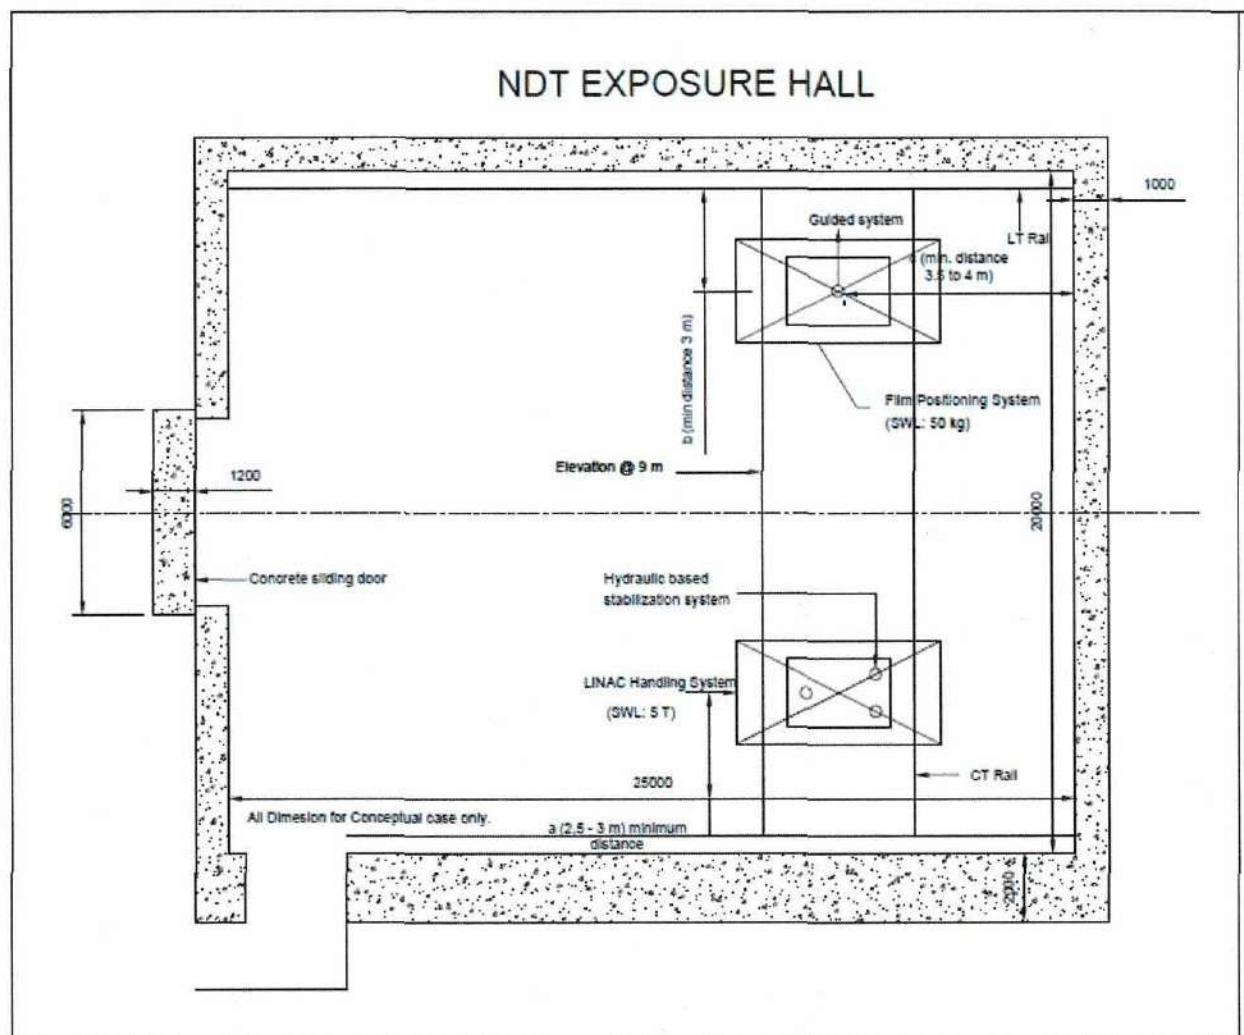 NDT EXPOSURE HALL
1000
Guided system
LT Rail
(min. distance
3.5 to 4 m)
b (min distance 3 m)
Film Positioning System
(SWL: 50 kg)
Elevation @ 9 m
1200
6000
20000
Concrete sliding door
Hydraulic based
stabilization system
LINAC Handling System
(SWL: 5 T)
CT Rail
25000
All Dimesion for Conceptual case only.
a (2,5 - 3 m) minimum
distance
2000